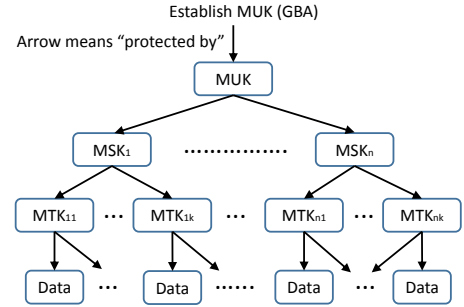 Establish MUK (GBA)
Arrow means “protected by”
MUK
MSK1 ................ MSKn
MTK11 ... MTK1k ... MTKn1 ... MTKnk
Data ... Data ...... Data ... Data